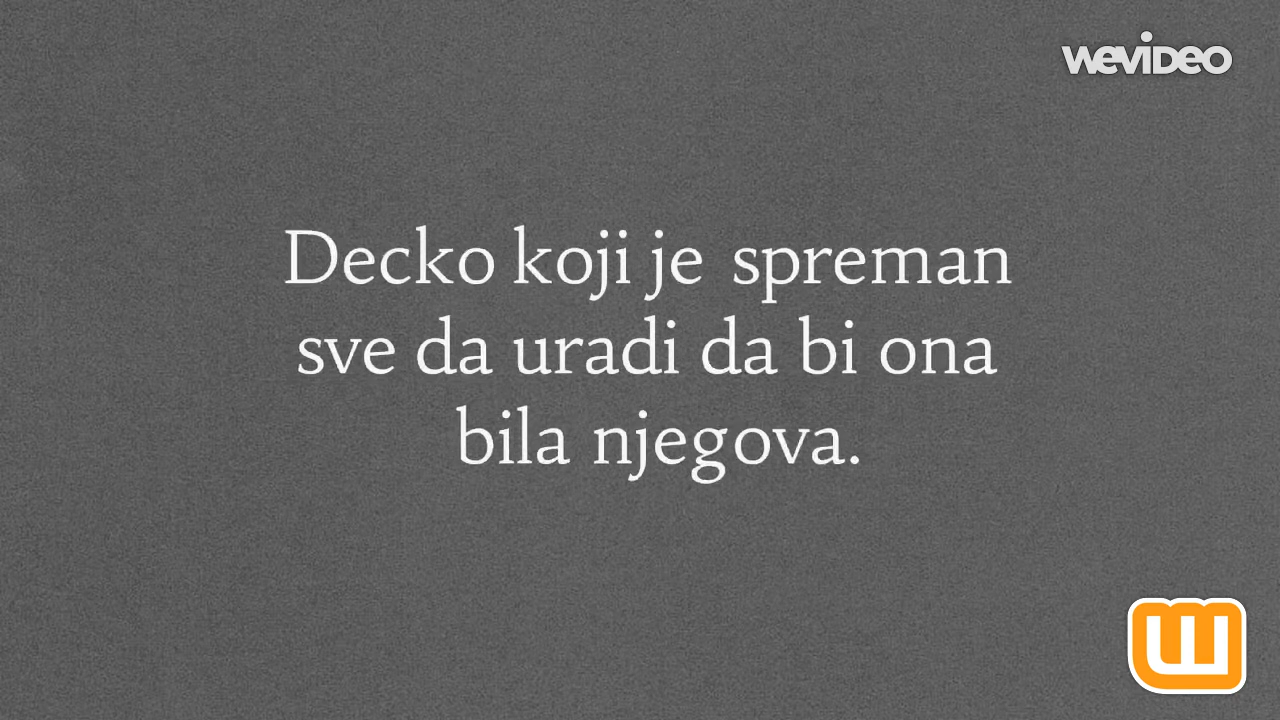 WeVideo
Decko koji je spreman
sve da uradi da bi ona
bila njegova.